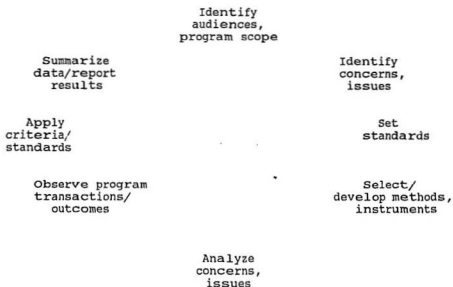 Identify
audiences,
program scope
Identify
concerns,
issues
Set
standards
Select/
develop methods,
instruments
Analyze
concerns,
issues
Observe program
transactions/
outcomes
Apply
criteria/
standards
Summarize
data/report
results